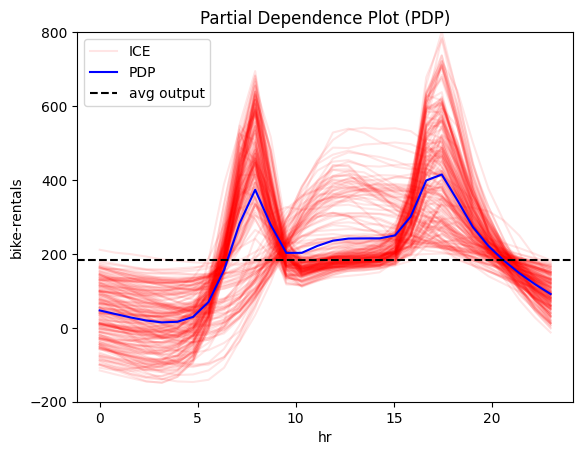 Partial Dependence Plot (PDP)
ICE
PDP
avg output
bike-rentals
800
600
400
200
0
−200
0 5 10 15 20
hr